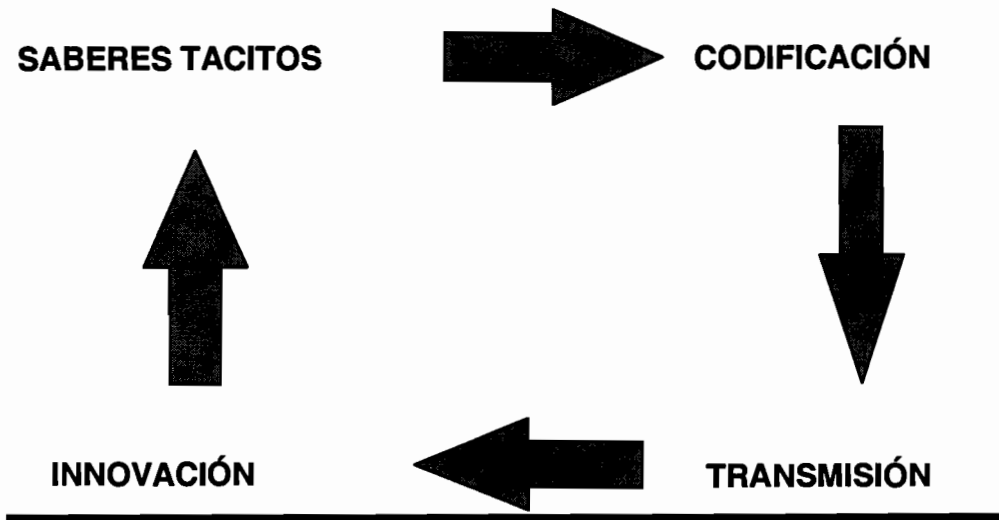 SABERES TACITOS
CODIFICACIÓN
INNOVACIÓN
TRANSMISIÓN